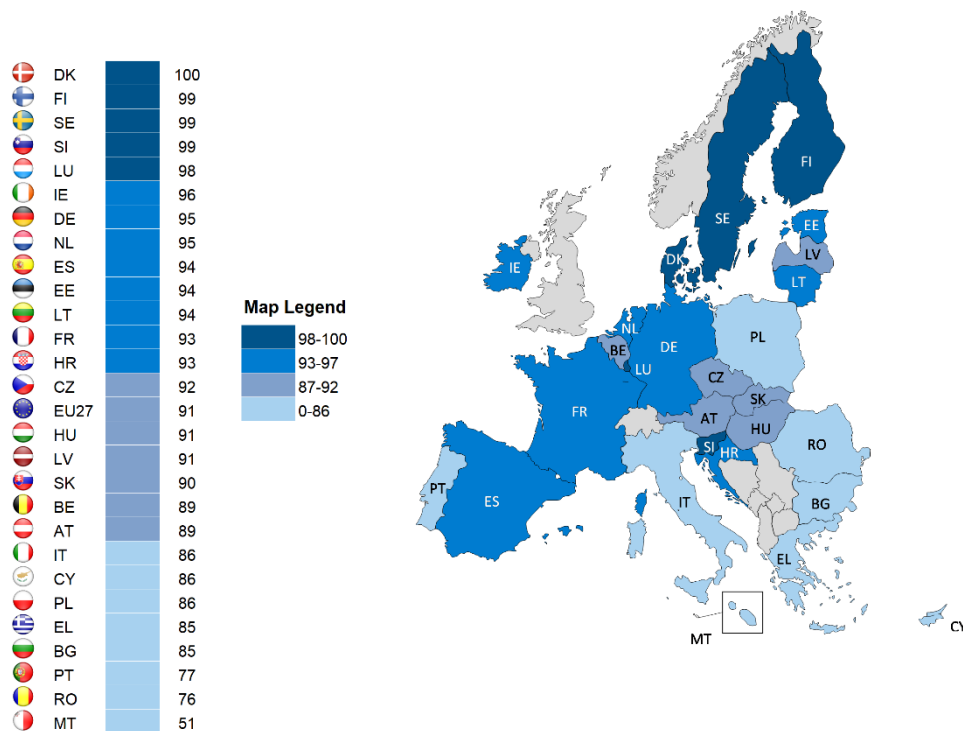 DK 100
FI 99
SE 99
SI 99
LU 98
IE 96
DE 95
NL 95
ES 94
EE 94
LT 94
FR 93
HR 93
CZ 92
EU27 91
HU 91
LV 91
SK 90
BE 89
AT 89
IT 86
CY 86
PL 86
EL 85
BG 85
PT 77
RO 76
MT 51
Map Legend
98-100
93-97
87-92
0-86
FI
SE
EE
LV
LT
DK
IE
NL
PL
BE
DE
LU
CZ
SK
FR
AT
HU
SI
HR
RO
PT
ES
IT
BG
EL
MT
CY